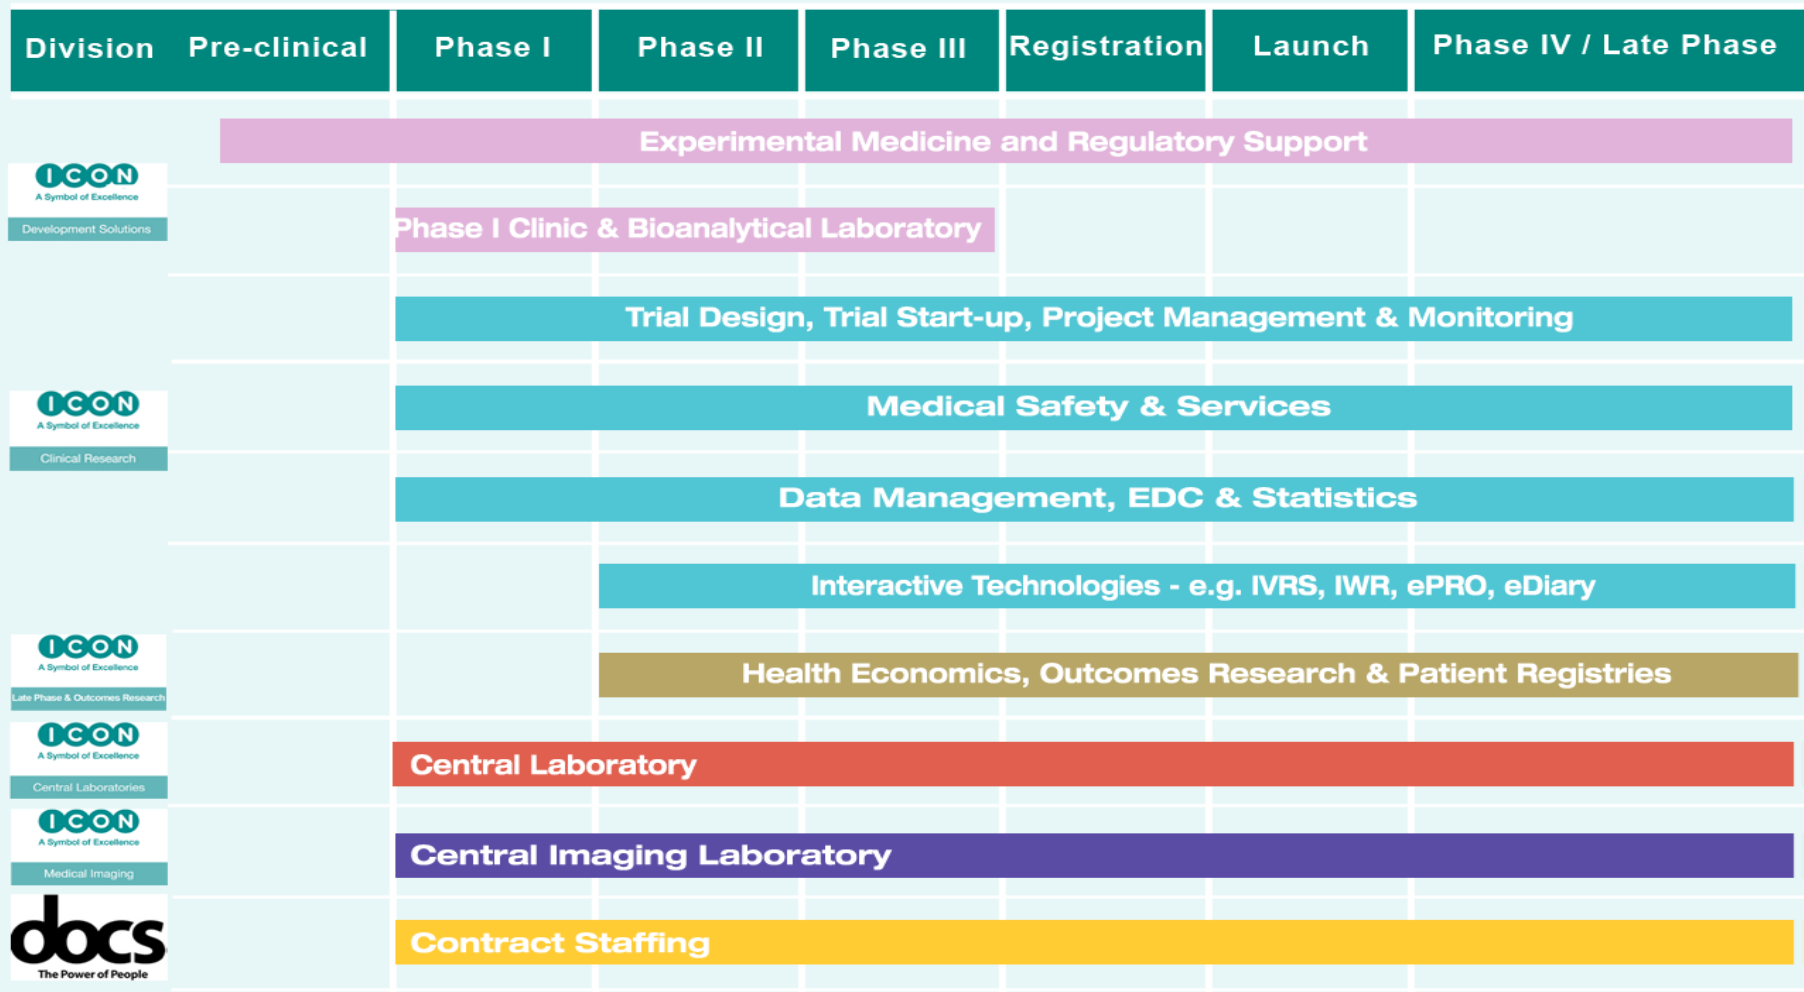 Division Pre-clinical Phase I Phase II Phase III Registration Launch Phase IV / Late Phase
Experimental Medicine and Regulatory Support
ICON
A Symbol of Excellence
Development Solutions
Phase I Clinic & Bioanalytical Laboratory
Trial Design, Trial Start-up, Project Management & Monitoring
ICON
A Symbol of Excellence
Clinical Research
Medical Safety & Services
Data Management, EDC & Statistics
Interactive Technologies - e.g. IVRS, IWR, ePRO, eDiary
ICON
A Symbol of Excellence
Late Phase & Outcomes Research
Health Economics, Outcomes Research & Patient Registries
ICON
A Symbol of Excellence
Central Laboratories
Central Laboratory
ICON
A Symbol of Excellence
Medical Imaging
Central Imaging Laboratory
docs
The Power of People
Contract Staffing